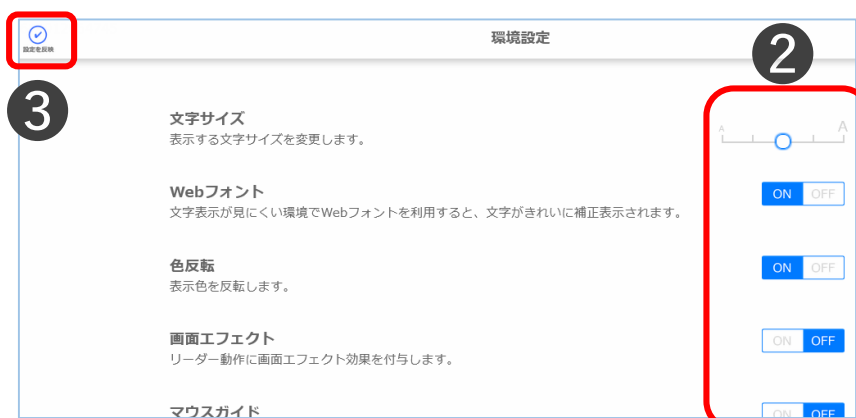 設定を反映
環境設定
2
3
文字サイズ
表示する文字サイズを変更します。
A A
Webフォント
文字表示が見にくい環境でWebフォントを利用すると、文字がきれいに補正表示されます。
ON OFF
色反転
表示色を反転します。
ON OFF
画面エフェクト
リーダー動作に画面エフェクト効果を付与します。
ON OFF
マウスガイド
ON OFF